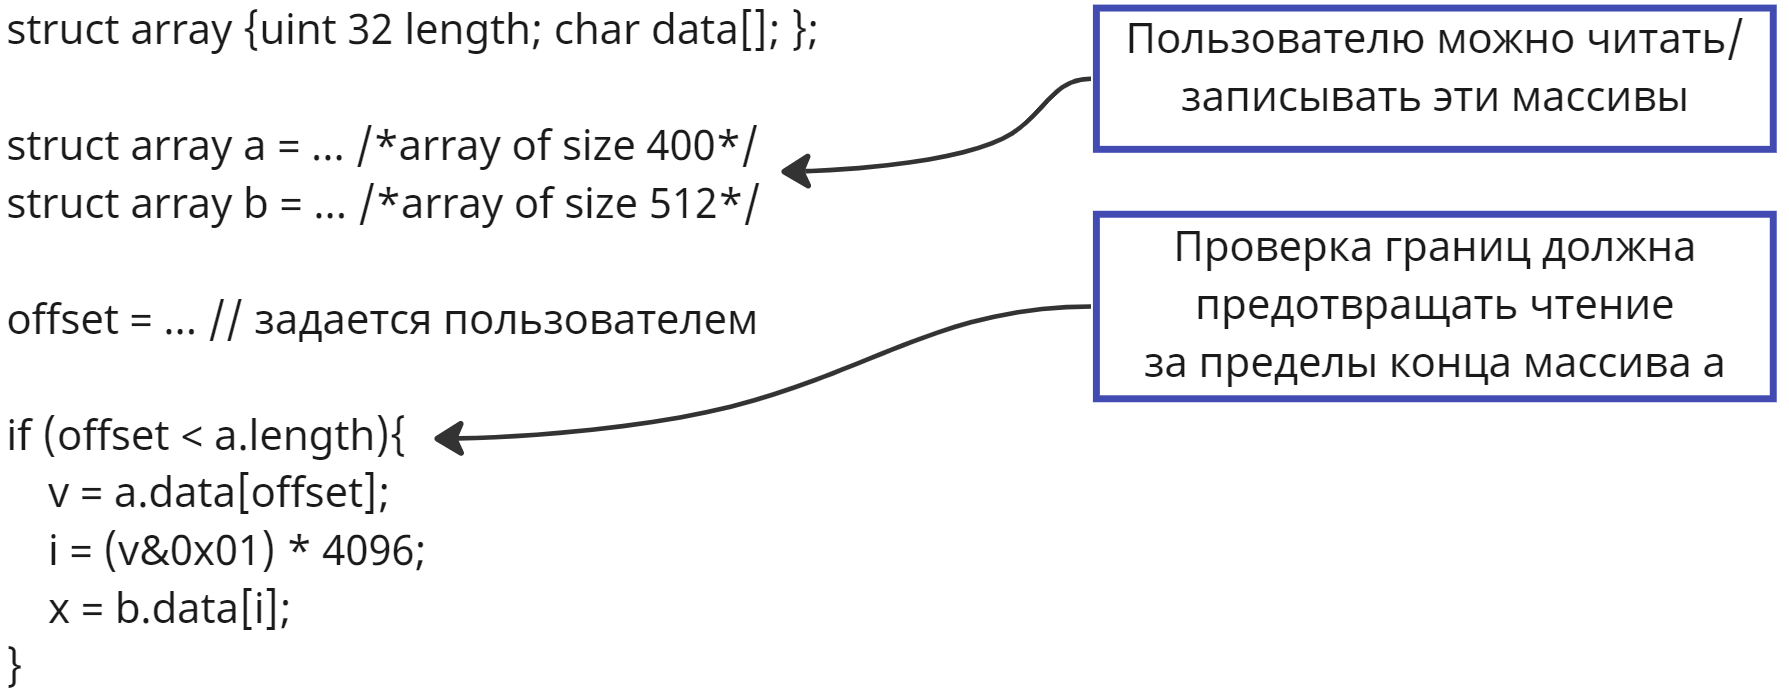 struct array {uint 32 length; char data[]; };
struct array a = ... /*array of size 400*/
struct array b = ... /*array of size 512*/
offset = ... // задается пользователем
if (offset < a.length){
v = a.data[offset];
i = (v&0x01) * 4096;
x = b.data[i];
}
Пользователю можно читать/
записывать эти массивы
Проверка границ должна
предотвращать чтение
за пределы конца массива a